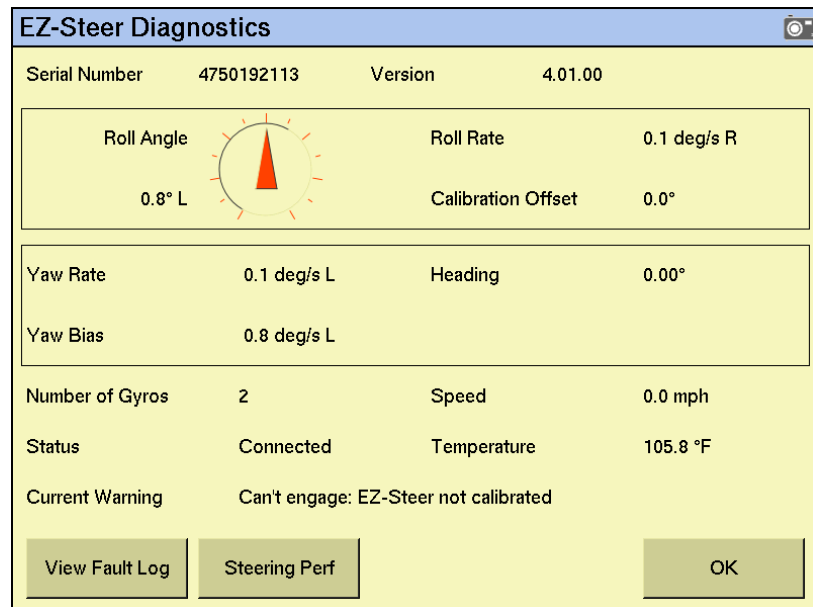 EZ-Steer Diagnostics
Serial Number 4750192113 Version 4.01.00
Roll Angle Roll Rate 0.1 deg/s R
0.8° L Calibration Offset 0.0°
Yaw Rate 0.1 deg/s L Heading 0.00°
Yaw Bias 0.8 deg/s L
Number of Gyros 2 Speed 0.0 mph
Status Connected Temperature 105.8 °F
Current Warning Can't engage: EZ-Steer not calibrated
View Fault Log Steering Perf OK